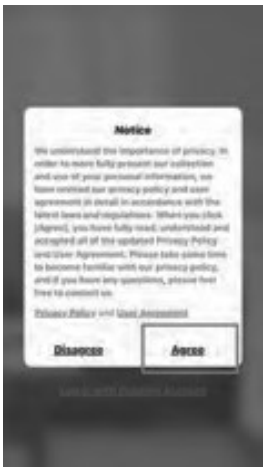 Notice
We understand the importance of privacy. In
order to more fully present our collection
and use of your personal information, we
have revised our privacy policy and user
agreement in detail in accordance with the
latest laws and regulations. When you click
[Agree], you have fully read, understood and
accepted all of the updated Privacy Policy
and User Agreement. Please take some time
to become familiar with our privacy policy,
and if you have any questions, please feel
free to contact us.
Privacy Policy and User Agreement
Disagree Agree